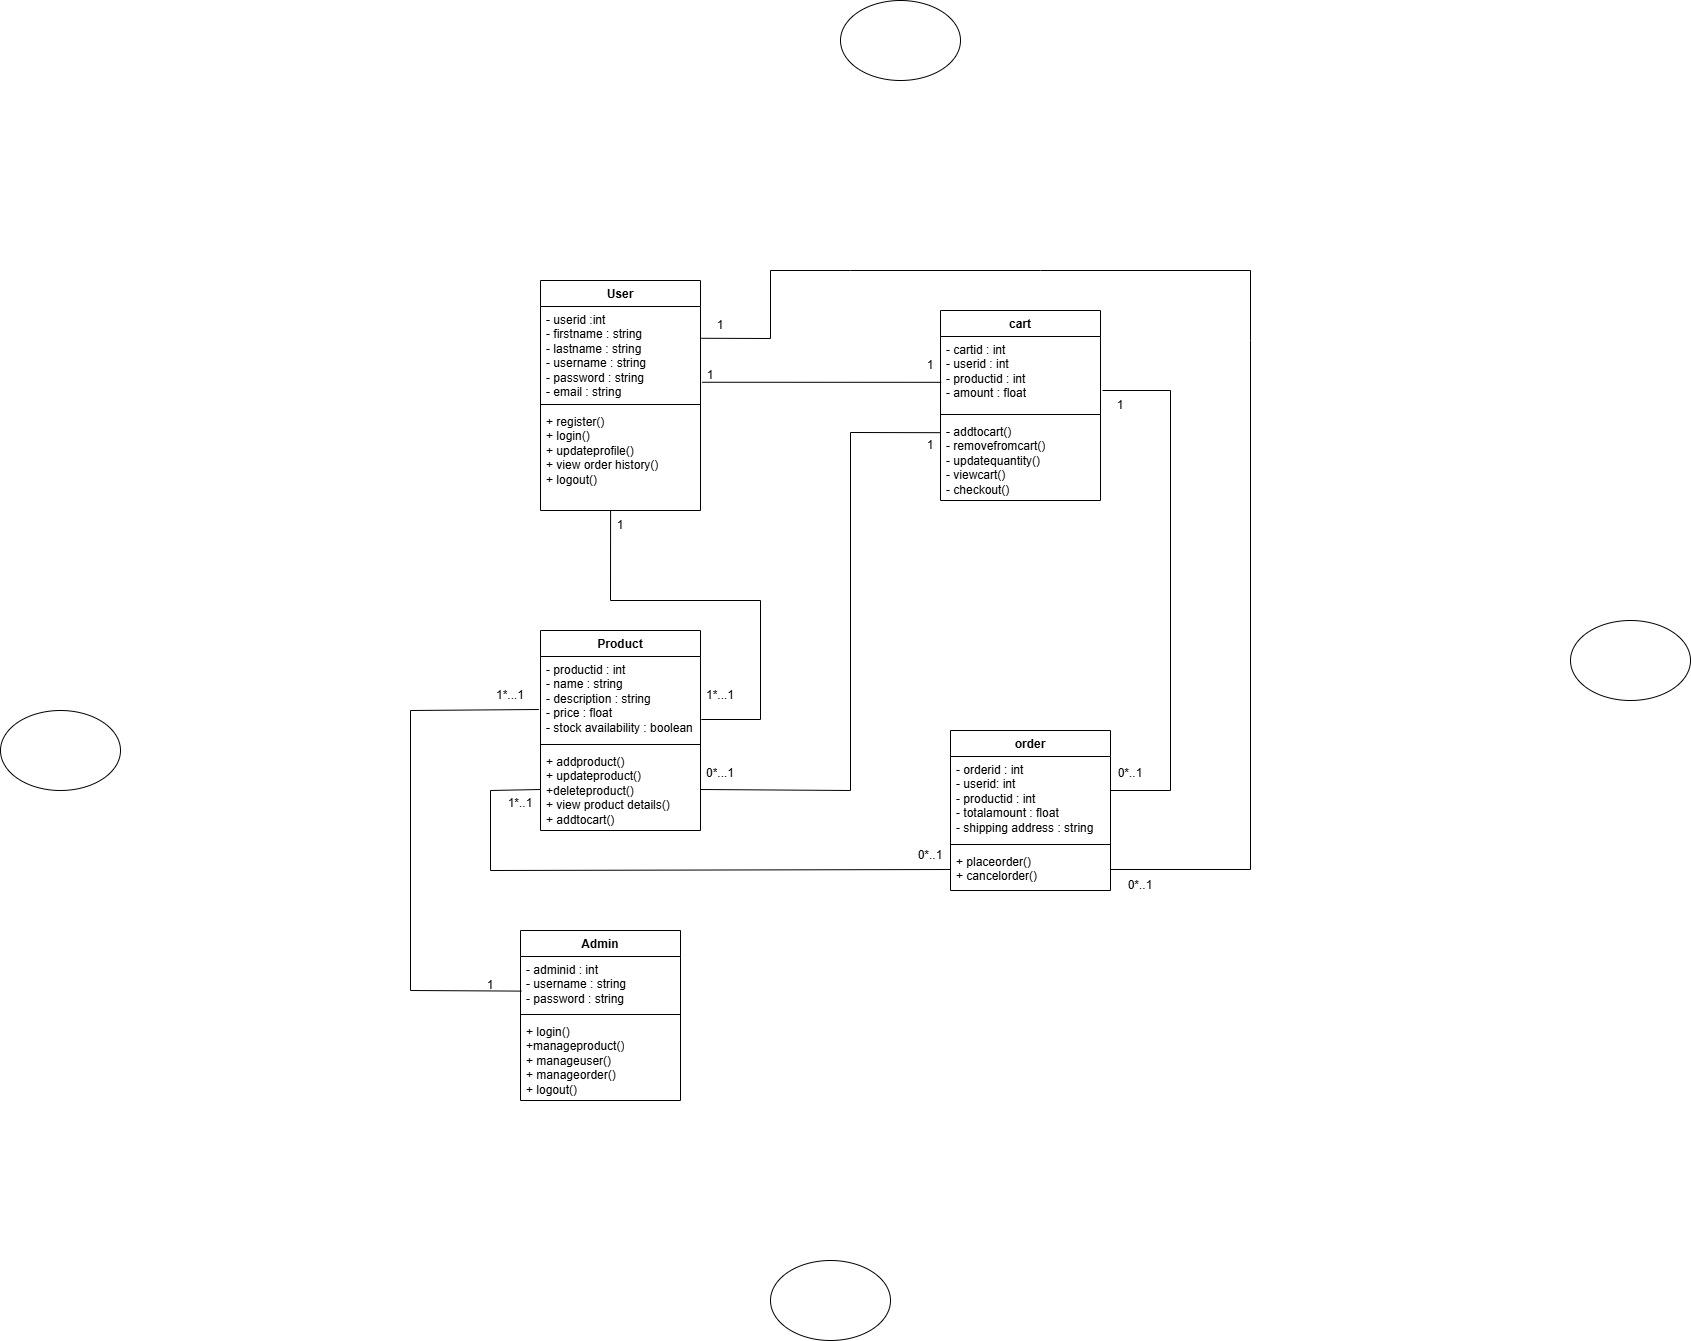 User
- userid :int
- firstname : string
- lastname : string
- username : string
- password : string
- email : string
+ register()
+ login()
+ updateprofile()
+ view order history()
+ logout()
1
1
1
cart
- cartid : int
- userid : int
- productid : int
- amount : float
- addtocart()
- removefromcart()
- updatequantity()
- viewcart()
- checkout()
1
1
1
Product
- productid : int
- name : string
- description : string
- price : float
- stock availability : boolean
+ addproduct()
+ updateproduct()
+deleteproduct()
+ view product details()
+ addtocart()
1*...1
1*...1
0*...1
1*..1
order
- orderid : int
- userid: int
- productid : int
- totalamount : float
- shipping address : string
+ placeorder()
+ cancelorder()
0*..1
0*..1
0*..1
Admin
- adminid : int
- username : string
- password : string
+ login()
+manageproduct()
+ manageuser()
+ manageorder()
+ logout()
1